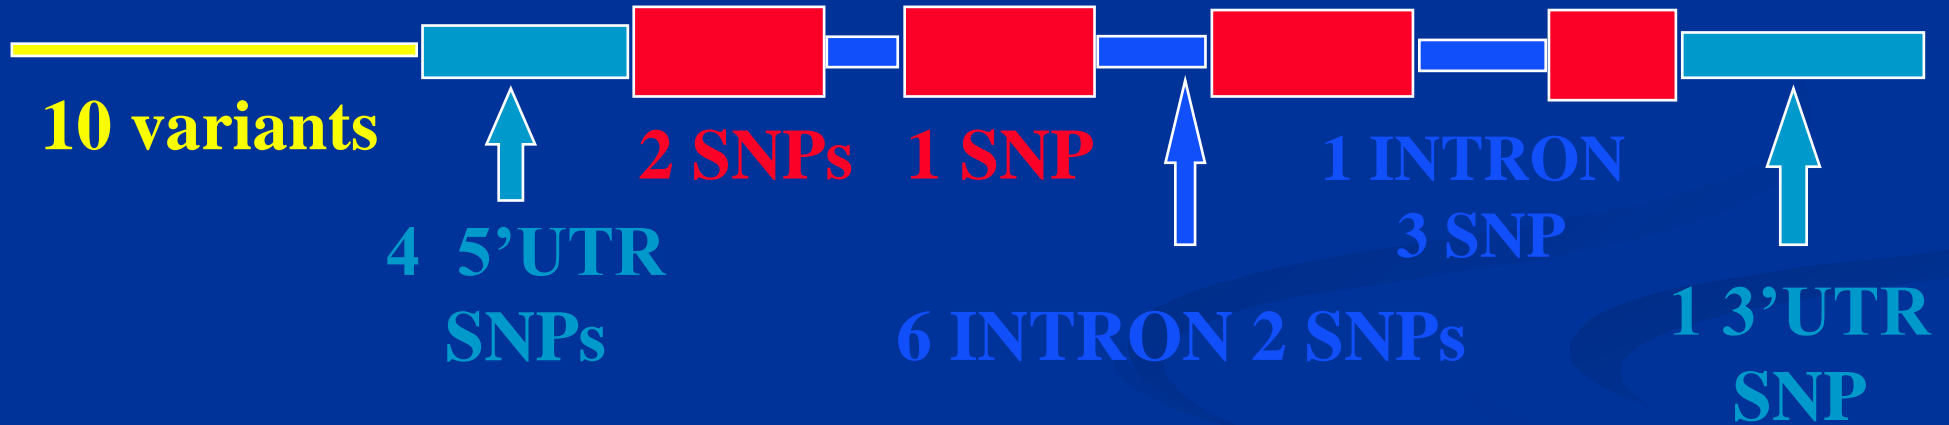 10 variants
2 SNPs
1 SNP
1 INTRON
3 SNP
4 5’UTR
SNPs
6 INTRON 2 SNPs
1 3’UTR
SNP